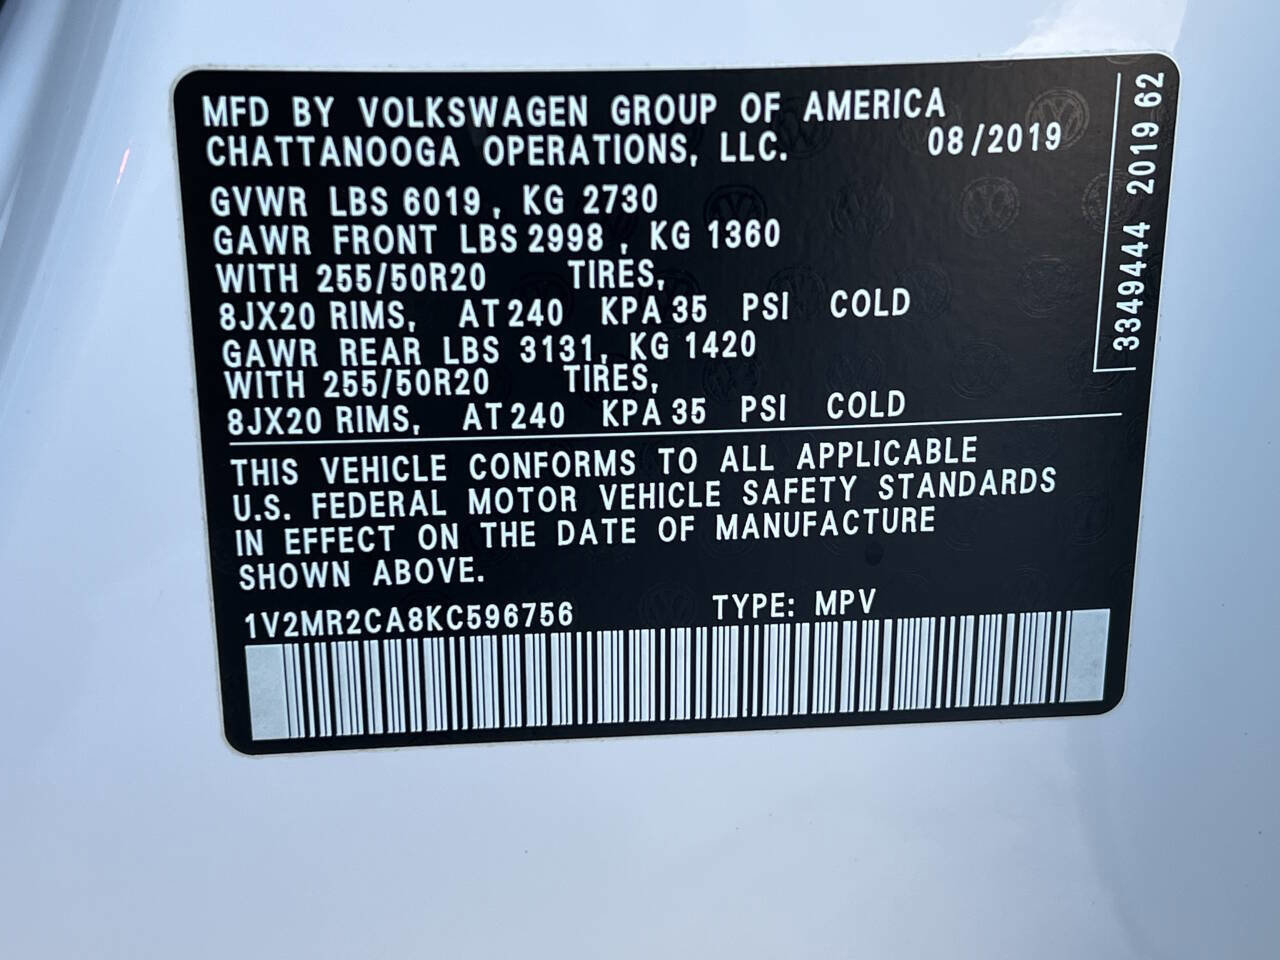 MFD BY VOLKSWAGEN GROUP OF AMERICA
CHATTANOOGA OPERATIONS, LLC. 08/2019
GVWR LBS 6019, KG 2730
GAWR FRONT LBS 2998, KG 1360
WITH 255/50R20 TIRES,
8JX20 RIMS, AT 240 KPA 35 PSI COLD
GAWR REAR LBS 3131, KG 1420
WITH 255/50R20 TIRES,
8JX20 RIMS, AT 240 KPA 35 PSI COLD
THIS VEHICLE CONFORMS TO ALL APPLICABLE
U.S. FEDERAL MOTOR VEHICLE SAFETY STANDARDS
IN EFFECT ON THE DATE OF MANUFACTURE
SHOWN ABOVE.
1V2MR2CA8KC596756 TYPE: MPV
3349444 2019 62